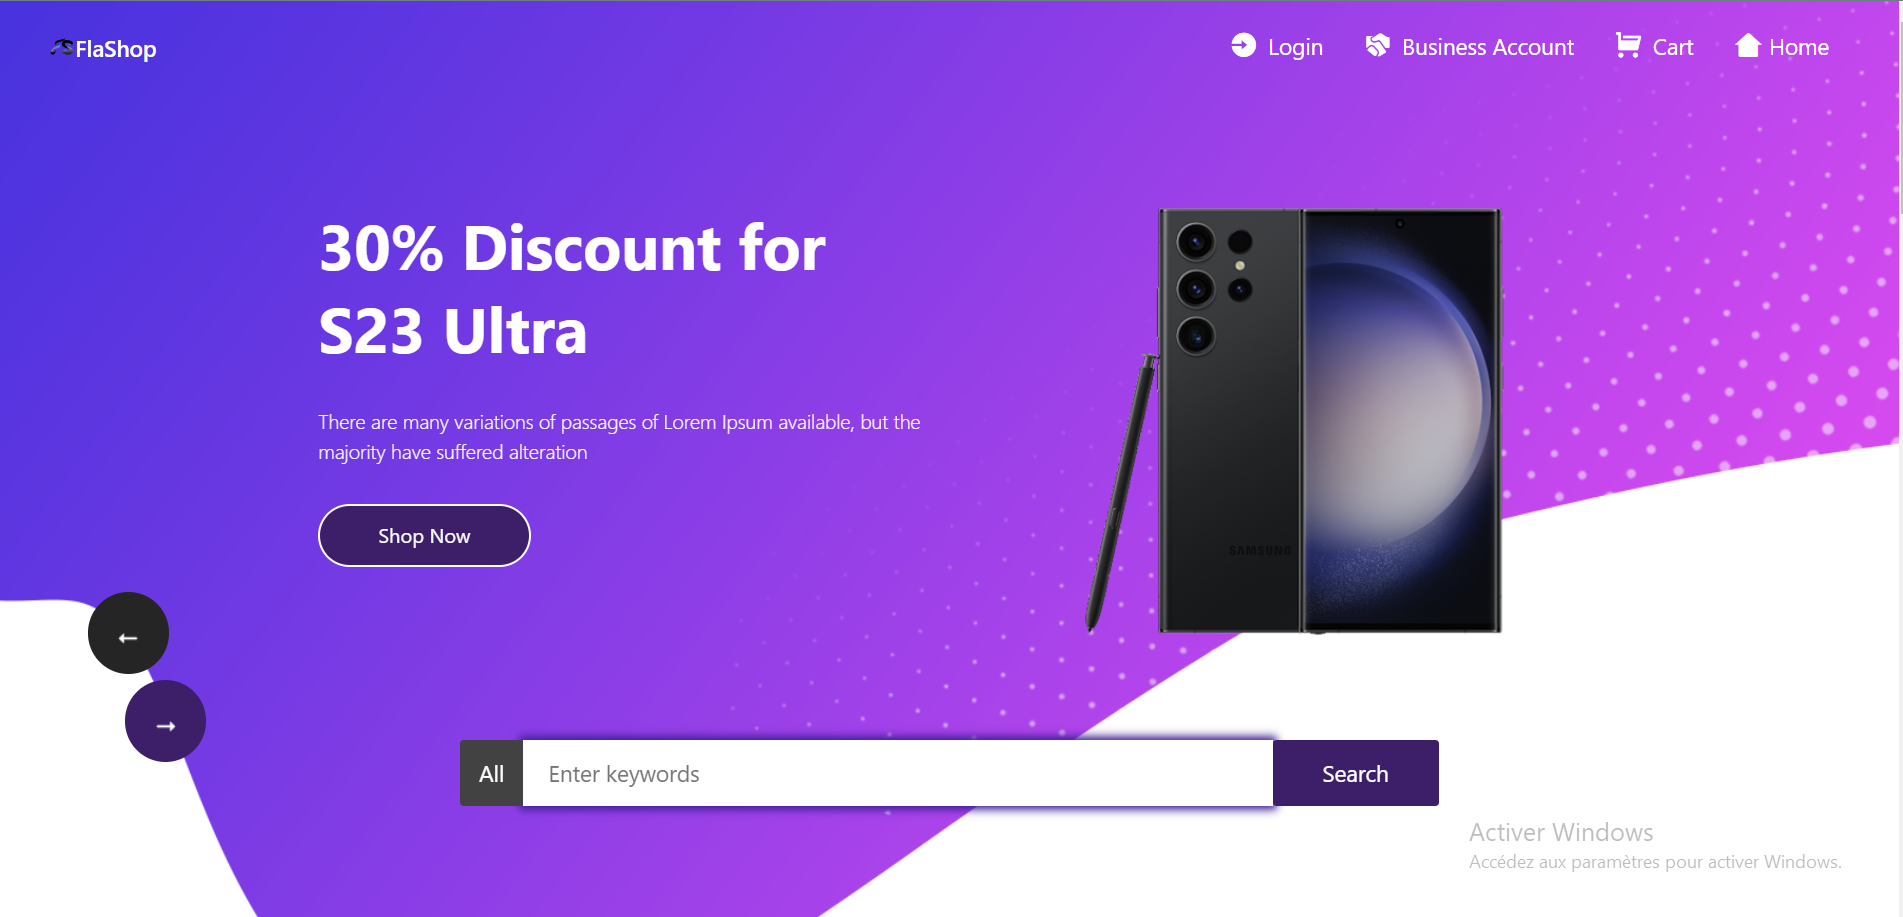 FlaShop
Login
Business Account
Cart
Home
30% Discount for
S23 Ultra
There are many variations of passages of Lorem Ipsum available, but the
majority have suffered alteration
Shop Now
SAMSUNG
←
→
All
Enter keywords
Search
Activer Windows
Accédez aux paramètres pour activer Windows.